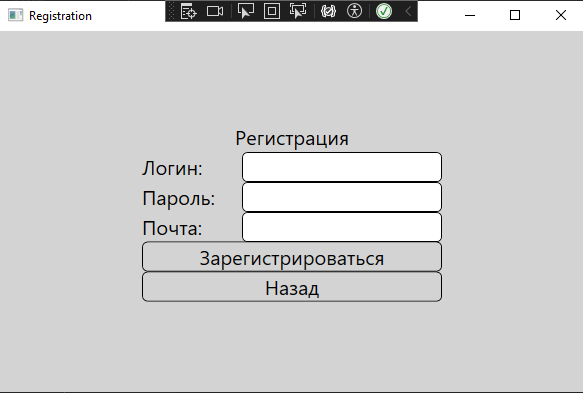 Registration
Регистрация
Логин:
Пароль:
Почта:
Зарегистрироваться
Назад